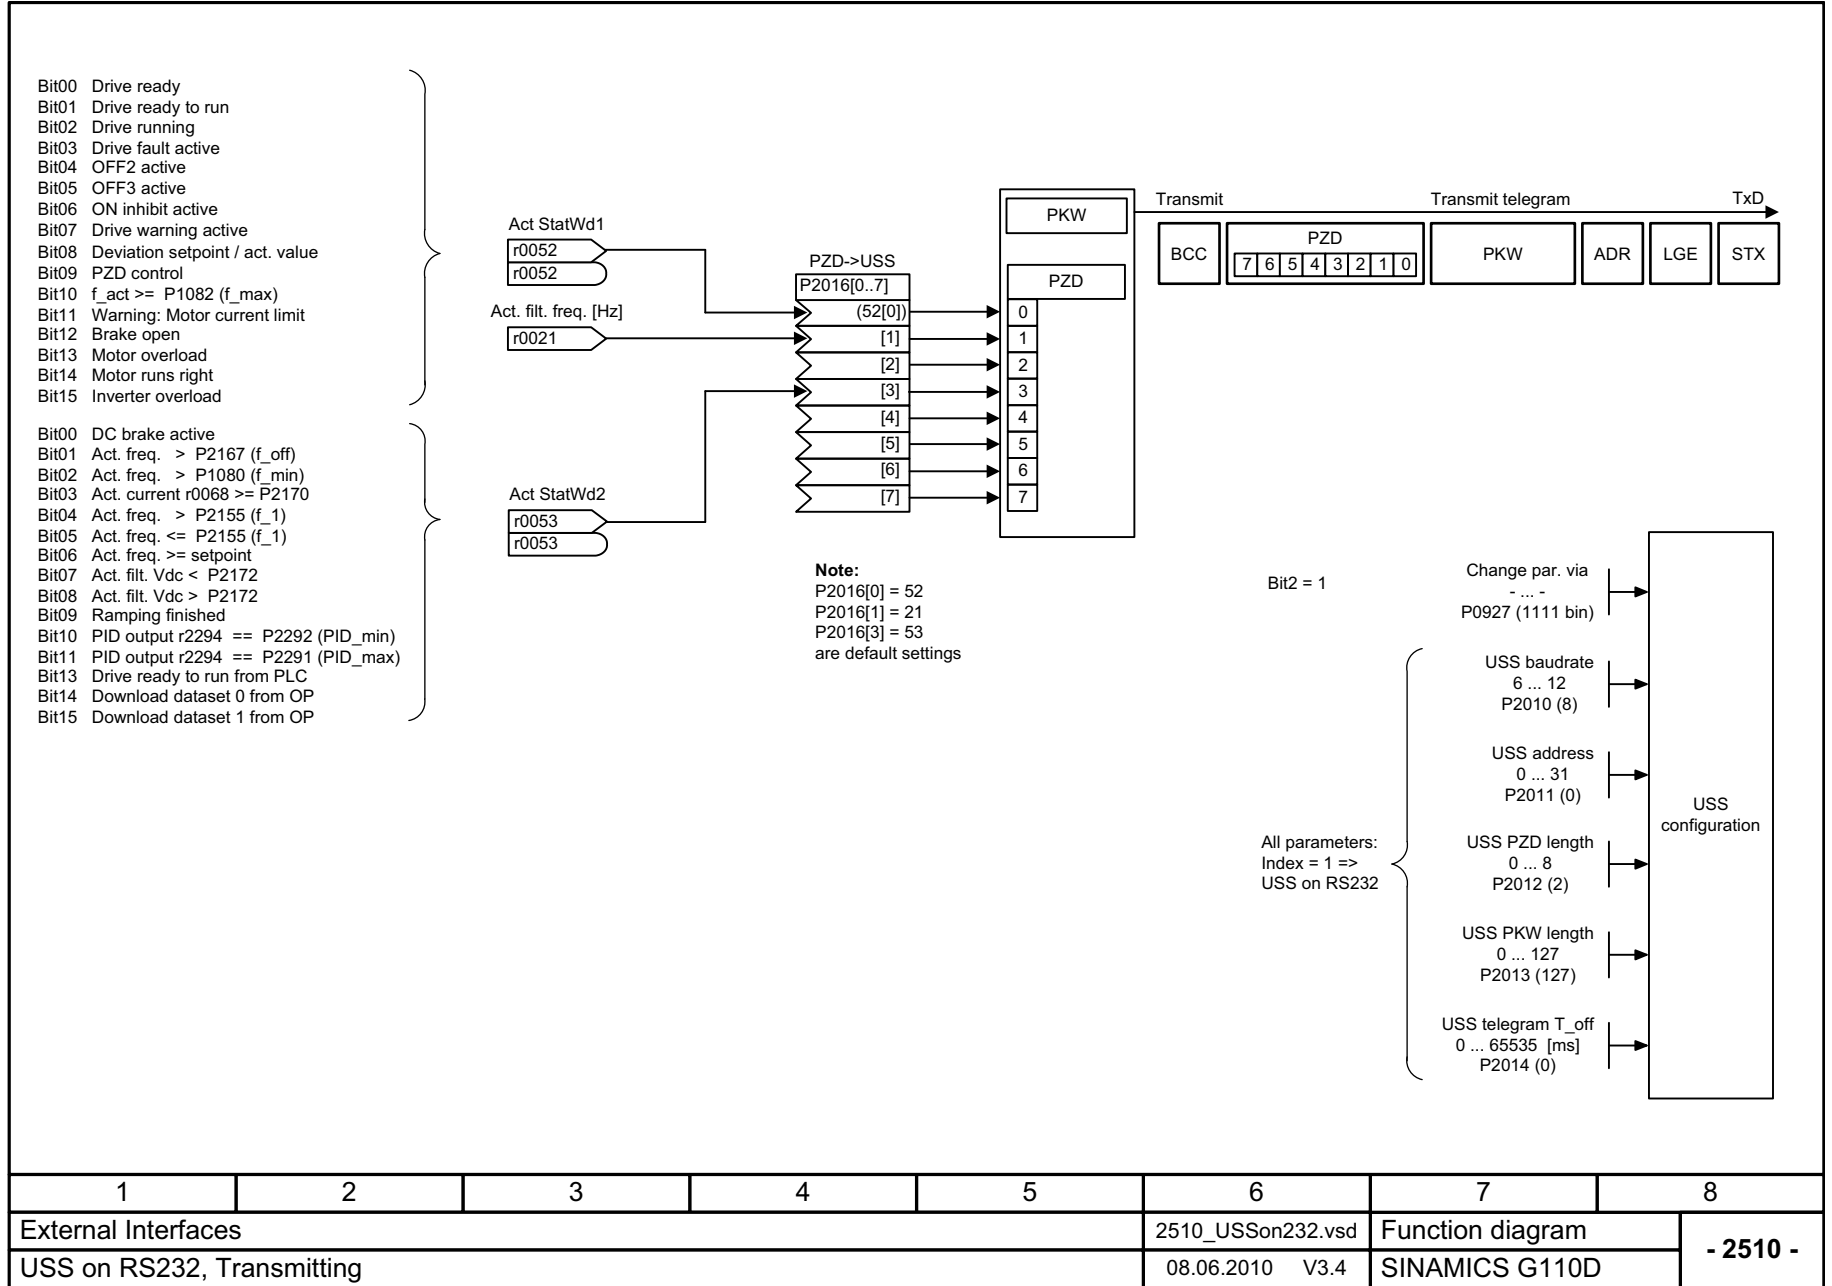 Bit00 Drive ready
Bit01 Drive ready to run
Bit02 Drive running
Bit03 Drive fault active
Bit04 OFF2 active
Bit05 OFF3 active
Bit06 ON inhibit active
Bit07 Drive warning active
Bit08 Deviation setpoint / act. value
Bit09 PZD control
Bit10 f_act >= P1082 (f_max)
Bit11 Warning: Motor current limit
Bit12 Brake open
Bit13 Motor overload
Bit14 Motor runs right
Bit15 Inverter overload
Bit00 DC brake active
Bit01 Act. freq. > P2167 (f_off)
Bit02 Act. freq. > P1080 (f_min)
Bit03 Act. current r0068 >= P2170
Bit04 Act. freq. > P2155 (f_1)
Bit05 Act. freq. <= P2155 (f_1)
Bit06 Act. freq. >= setpoint
Bit07 Act. filt. Vdc < P2172
Bit08 Act. filt. Vdc > P2172
Bit09 Ramping finished
Bit10 PID output r2294 == P2292 (PID_min)
Bit11 PID output r2294 == P2291 (PID_max)
Bit13 Drive ready to run from PLC
Bit14 Download dataset 0 from OP
Bit15 Download dataset 1 from OP
Act StatWd1
r0052
r0052
Act. filt. freq. [Hz]
r0021
Act StatWd2
r0053
r0053
PZD->USS
P2016[0..7]
(52[0])
[1]
[2]
[3]
[4]
[5]
[6]
[7]
Note:
P2016[0] = 52
P2016[1] = 21
P2016[3] = 53
are default settings
PKW
PZD
0
1
2
3
4
5
6
7
Transmit Transmit telegram TxD
BCC
PZD
7 6 5 4 3 2 1 0
PKW
ADR
LGE
STX
Bit2 = 1
Change par. via
- ... -
P0927 (1111 bin)
USS baudrate
6 ... 12
P2010 (8)
USS address
0 ... 31
P2011 (0)
All parameters:
Index = 1 =>
USS on RS232
USS PZD length
0 ... 8
P2012 (2)
USS PKW length
0 ... 127
P2013 (127)
USS telegram T_off
0 ... 65535 [ms]
P2014 (0)
USS
configuration
1 2 3 4 5 6 7 8
External Interfaces
2510_USSon232.vsd
Function diagram
- 2510 -
USS on RS232, Transmitting
08.06.2010 V3.4
SINAMICS G110D